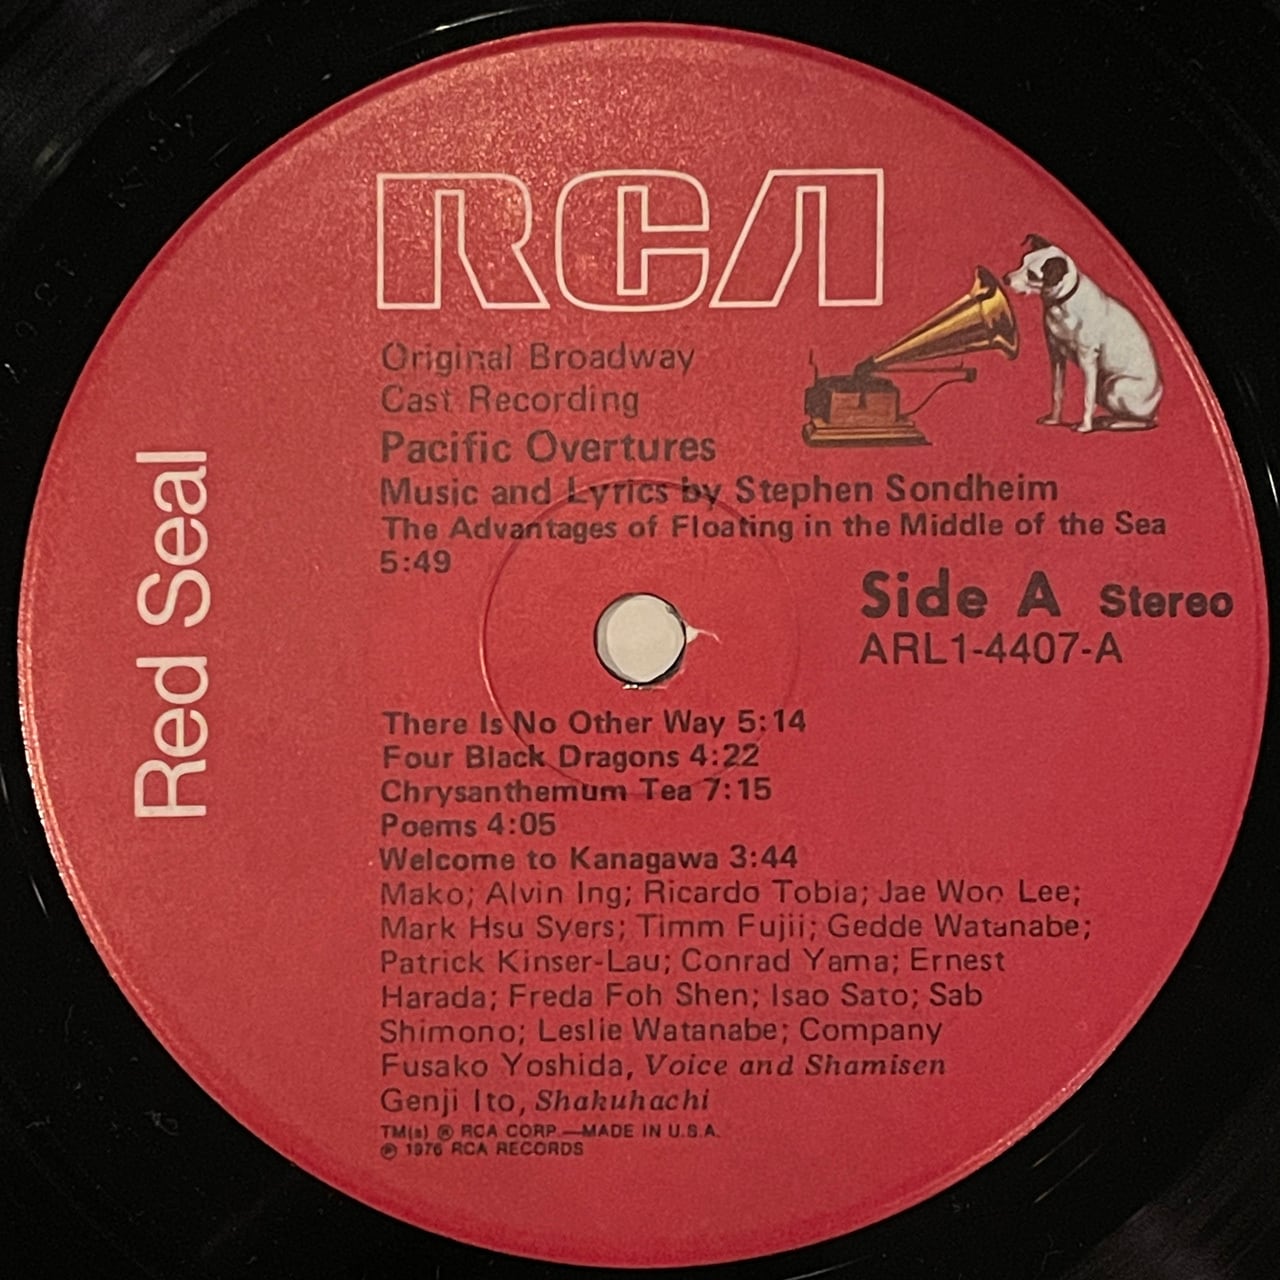 RCA
Original Broadway
Cast Recording
Pacific Overtures
Music and Lyrics by Stephen Sondheim
The Advantages of Floating in the Middle of the Sea
5:49
Side A Stereo
ARL1-4407-A
Red Seal
There Is No Other Way 5:14
Four Black Dragons 4:22
Chrysanthemum Tea 7:15
Poems 4:05
Welcome to Kanagawa 3:44
Mako; Alvin Ing; Ricardo Tobia; Jae Woo Lee;
Mark Hsu Syers; Timm Fujii; Gedde Watanabe;
Patrick Kinser-Lau; Conrad Yama; Ernest
Harada; Freda Foh Shen; Isao Sato; Sab
Shimono; Leslie Watanabe; Company
Fusako Yoshida, Voice and Shamisen
Genji Ito, Shakuhachi
TM(s) ® RCA CORP.—MADE IN U.S.A.
℗ 1976 RCA RECORDS